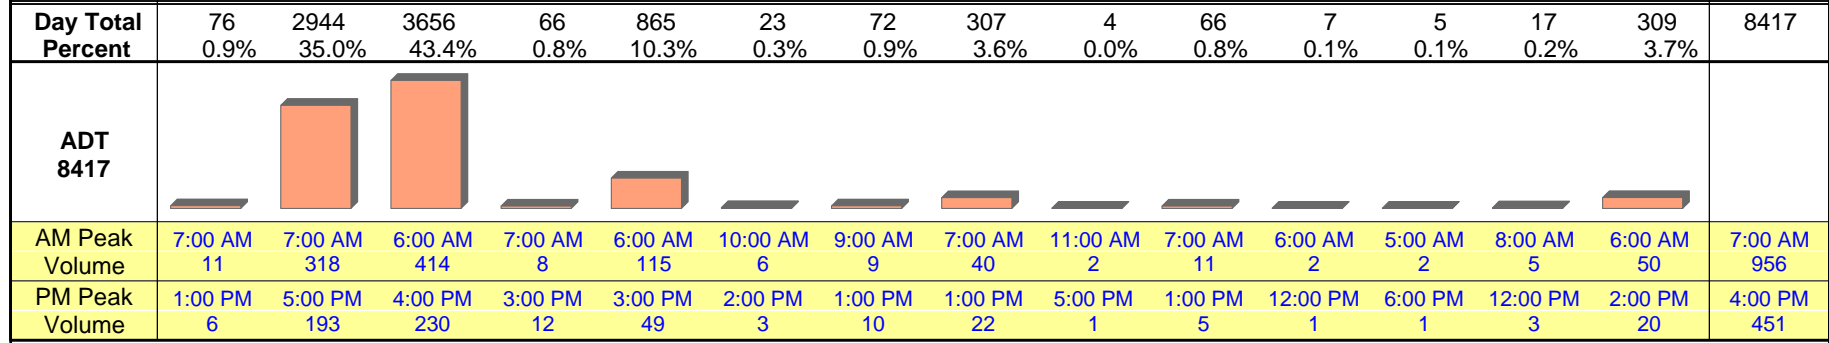 Day Total 76 2944 3656 66 865 23 72 307 4 66 7 5 17 309 8417
Percent 0.9% 35.0% 43.4% 0.8% 10.3% 0.3% 0.9% 3.6% 0.0% 0.8% 0.1% 0.1% 0.2% 3.7%
ADT
8417
AM Peak 7:00 AM 7:00 AM 6:00 AM 7:00 AM 6:00 AM 10:00 AM 9:00 AM 7:00 AM 11:00 AM 7:00 AM 6:00 AM 5:00 AM 8:00 AM 6:00 AM 7:00 AM
Volume 11 318 414 8 115 6 9 40 2 11 2 2 5 50 956
PM Peak 1:00 PM 5:00 PM 4:00 PM 3:00 PM 3:00 PM 2:00 PM 1:00 PM 1:00 PM 5:00 PM 1:00 PM 12:00 PM 6:00 PM 12:00 PM 2:00 PM 4:00 PM
Volume 6 193 230 12 49 3 10 22 1 5 1 1 3 20 451